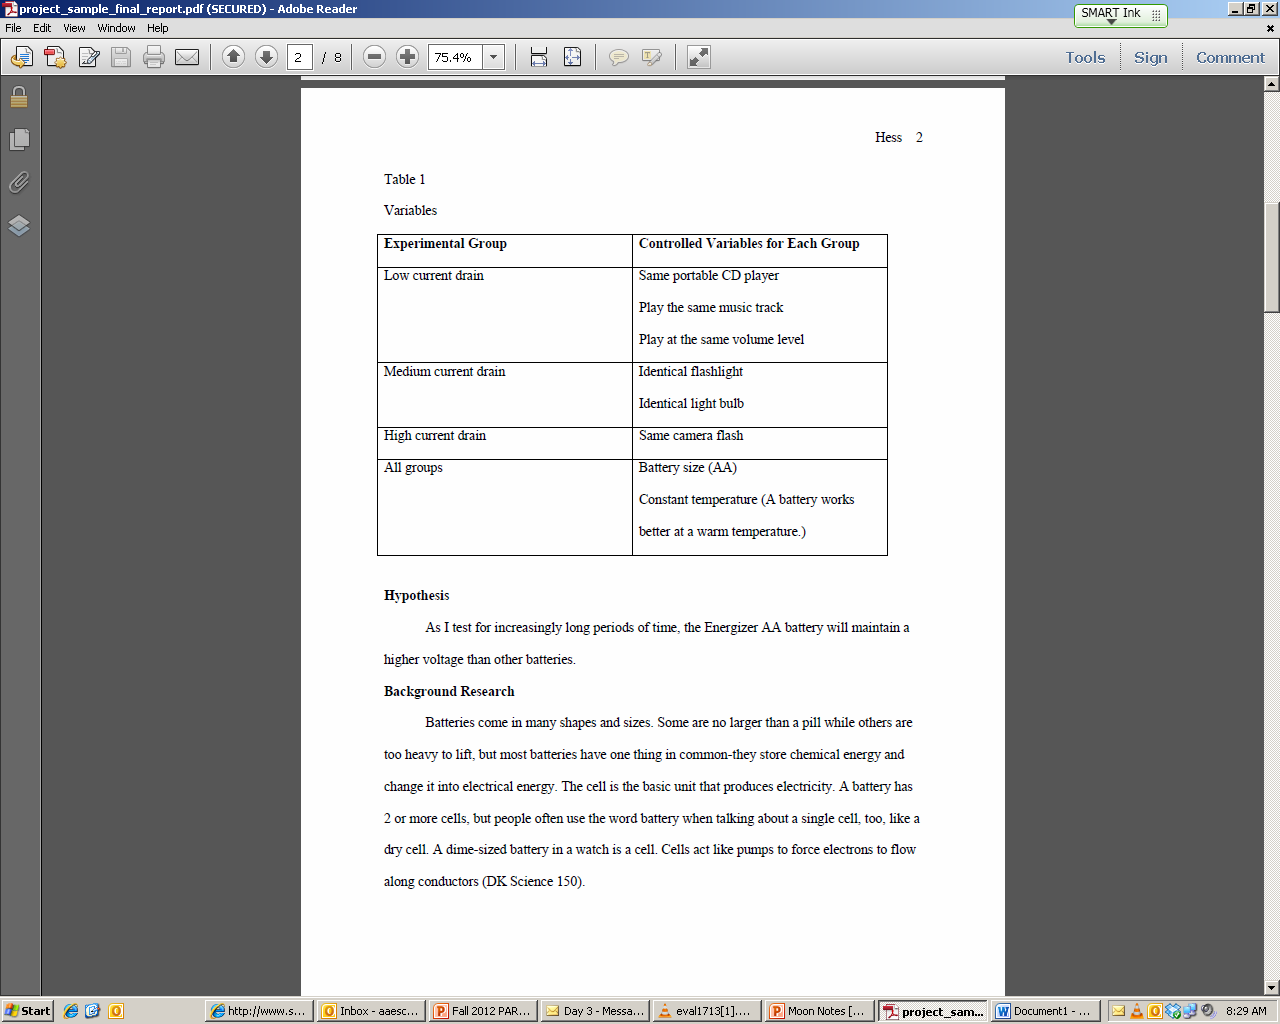 project_sample_final_report.pdf (SECURED) - Adobe Reader
SMART Ink
File Edit View Window Help
2 / 8 75.4% Tools Sign Comment
Hess 2
Table 1
Variables
Experimental Group Controlled Variables for Each Group
Low current drain Same portable CD player
Play the same music track
Play at the same volume level
Medium current drain Identical flashlight
Identical light bulb
High current drain Same camera flash
All groups Battery size (AA)
Constant temperature (A battery works
better at a warm temperature.)
Hypothesis
As I test for increasingly long periods of time, the Energizer AA battery will maintain a
higher voltage than other batteries.
Background Research
Batteries come in many shapes and sizes. Some are no larger than a pill while others are
too heavy to lift, but most batteries have one thing in common-they store chemical energy and
change it into electrical energy. The cell is the basic unit that produces electricity. A battery has
2 or more cells, but people often use the word battery when talking about a single cell, too, like a
dry cell. A dime-sized battery in a watch is a cell. Cells act like pumps to force electrons to flow
along conductors (DK Science 150).
Start http://www.s... Inbox - aaesc... Fall 2012 PAR... Day 3 - Messa... eval1713[1].... Moon Notes [... project_sam... Document1 - ... 8:29 AM